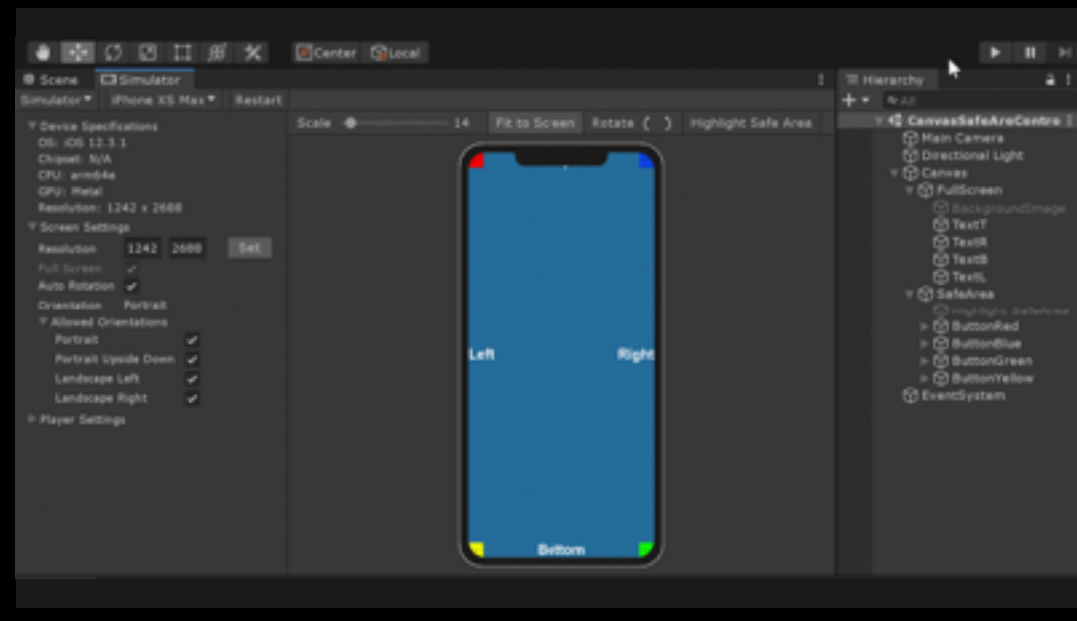 Center Local
Scene Simulator
Simulator iPhone XS Max Restart
Scale 14 Fit to Screen Rotate Highlight Safe Area
Device Specifications
OS: iOS 12.3.1
Chipset: N/A
CPU: arm64e
GPU: Metal
Resolution: 1242 x 2688
Screen Settings
Resolution 1242 2688 Set
Full Screen
Auto Rotation
Orientation Portrait
Allowed Orientations
Portrait
Portrait Upside Down
Landscape Left
Landscape Right
Player Settings
Left Right
Bottom
Hierarchy
All
CanvasSafeAreContro
Main Camera
Directional Light
Canvas
FullScreen
BackgroundImage
TextT
TextR
TextB
TextL
SafeArea
ButtonRed
ButtonBlue
ButtonGreen
ButtonYellow
EventSystem